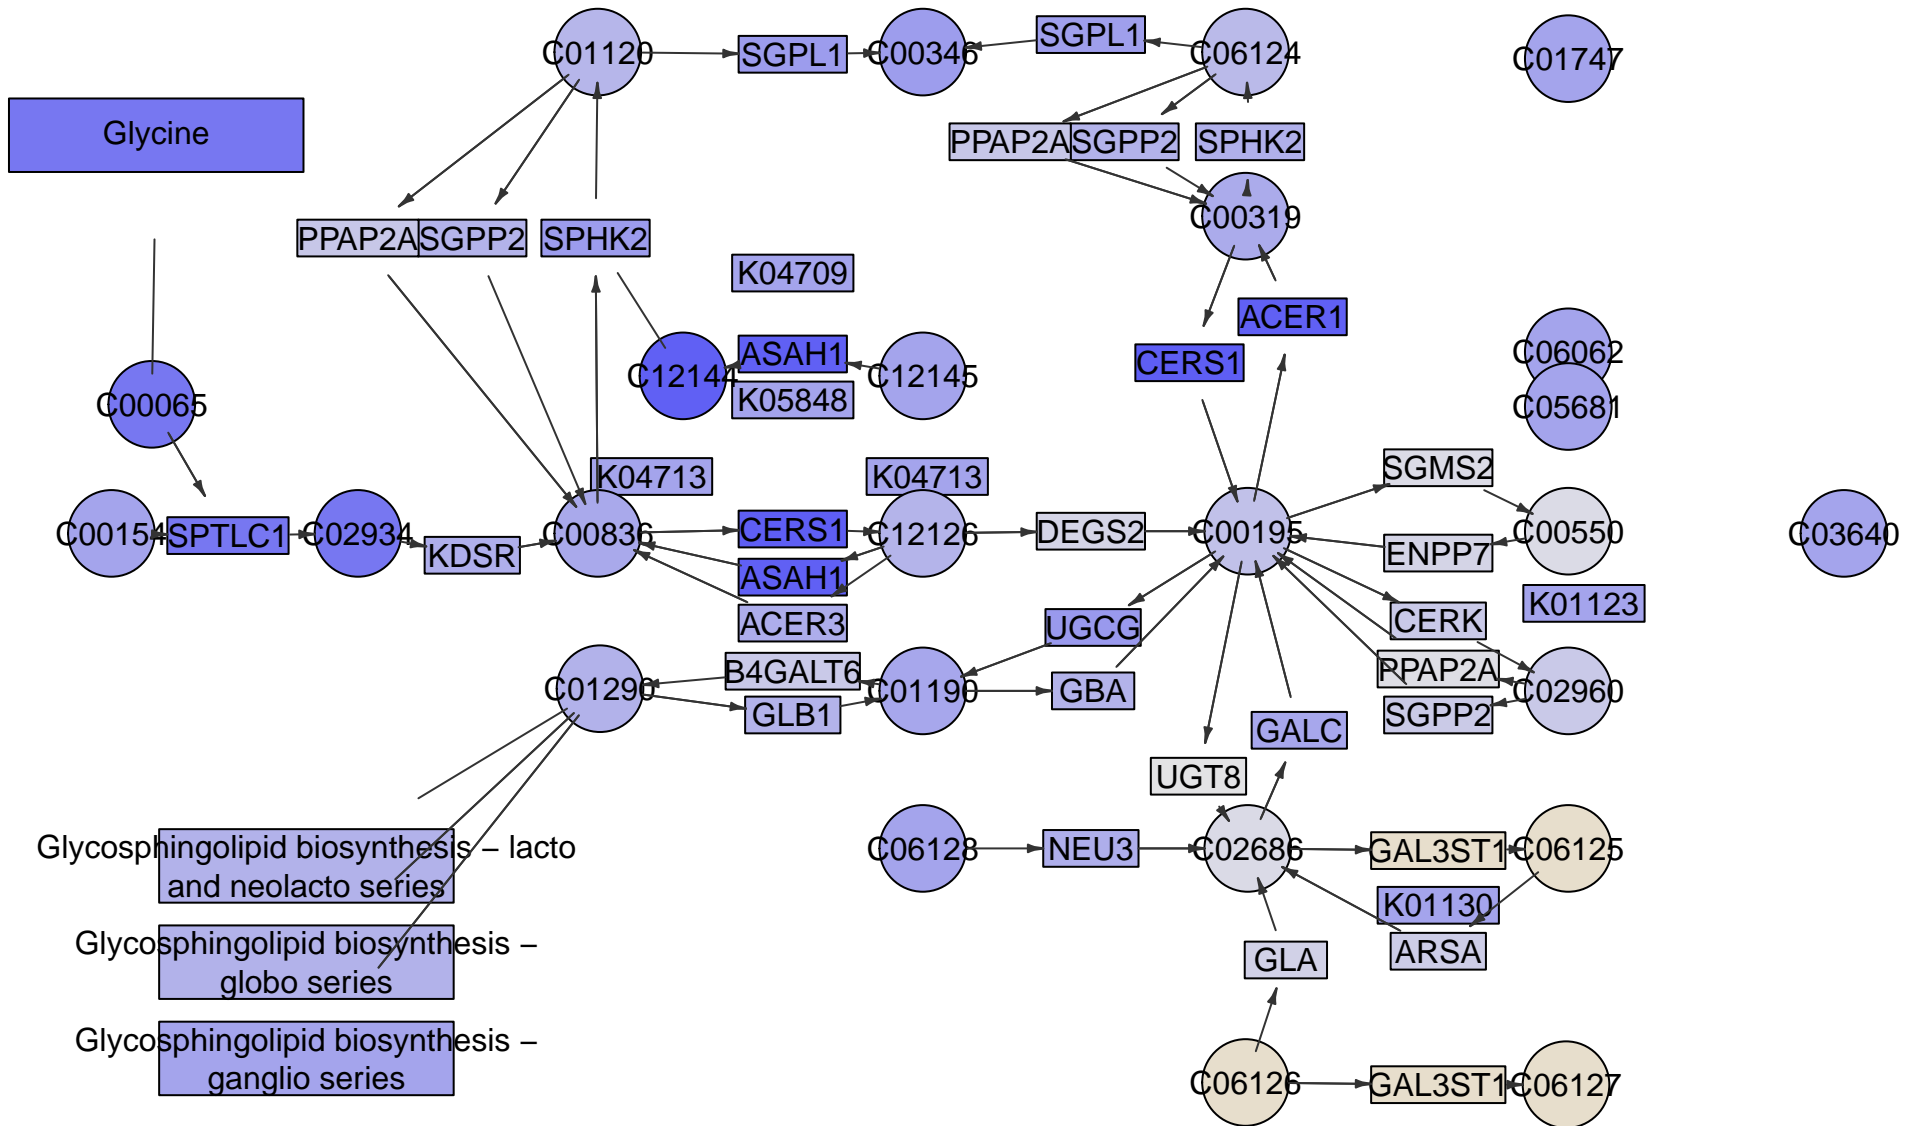 C01120
SGPL1
C00346
SGPL1
C06124
C01747
Glycine
PPAP2A
SGPP2
SPHK2
PPAP2A
SGPP2
SPHK2
C00319
K04709
ACER1
C12144
ASAH1
C12145
K05848
CERS1
C06062
C05681
C00065
K04713
K04713
SGMS2
C00154
SPTLC1
C02934
KDSR
C00836
CERS1
C12126
DEGS2
C00195
C00550
C03640
ENPP7
ASAH1
ACER3
UGCG
CERK
K01123
C01290
B4GALT6
GLB1
C01190
GBA
PPAP2A
SGPP2
C02960
GALC
UGT8
Glycosphingolipid biosynthesis – lacto
and neolacto series
C06128
NEU3
C02686
GAL3ST1
C06125
K01130
ARSA
Glycosphingolipid biosynthesis –
globo series
GLA
Glycosphingolipid biosynthesis –
ganglio series
C06126
GAL3ST1
C06127